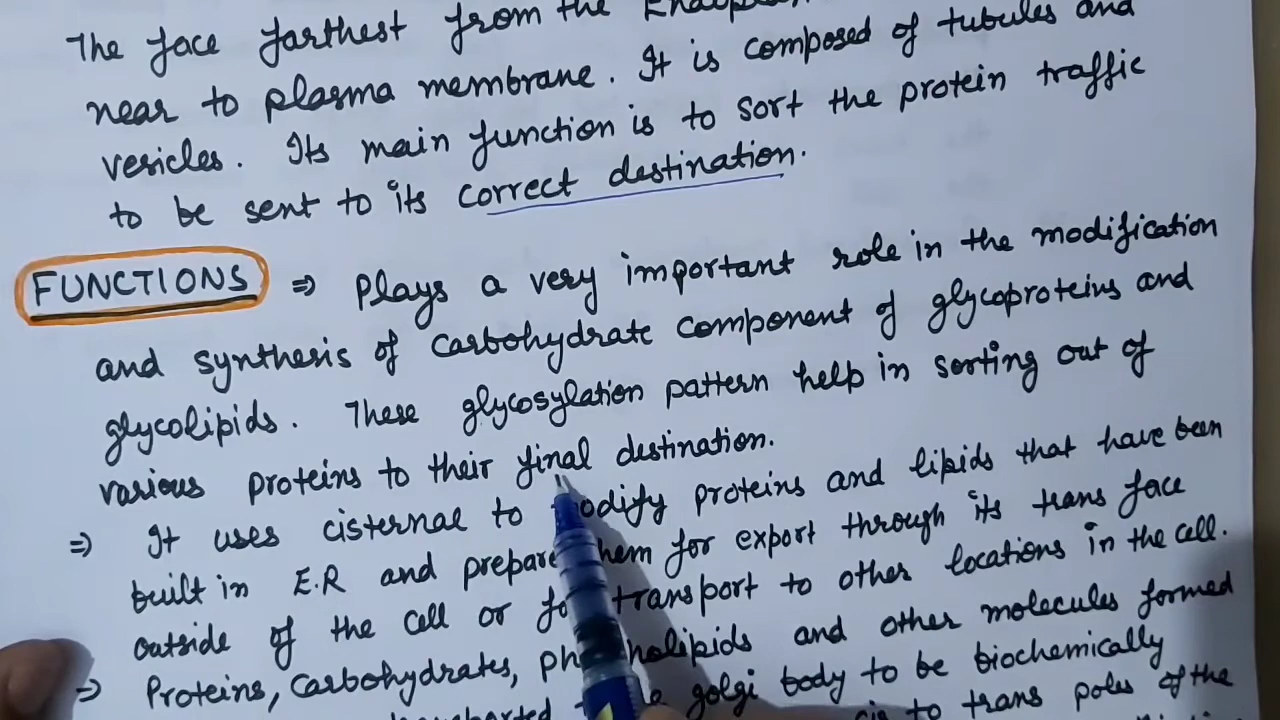 The face farthest from the
near to plasma membrane. It is composed of tubules and
vesicles. Its main function is to sort the protein traffic
to be sent to its correct destination.
FUNCTIONS ⇒ Plays a very important role in the modification
and synthesis of carbohydrate component of glycoproteins and
glycolipids. These glycosylation pattern help in sorting out of
various proteins to their final destination.
⇒ It uses cisternae to modify proteins and lipids that have been
built in E.R and prepare them for export through its trans face
outside of the cell or for transport to other locations in the cell.
⇒ Proteins, Carbohydrates, phospholipids and other molecules formed
golgi body to be biochemically
cis to trans poles of the